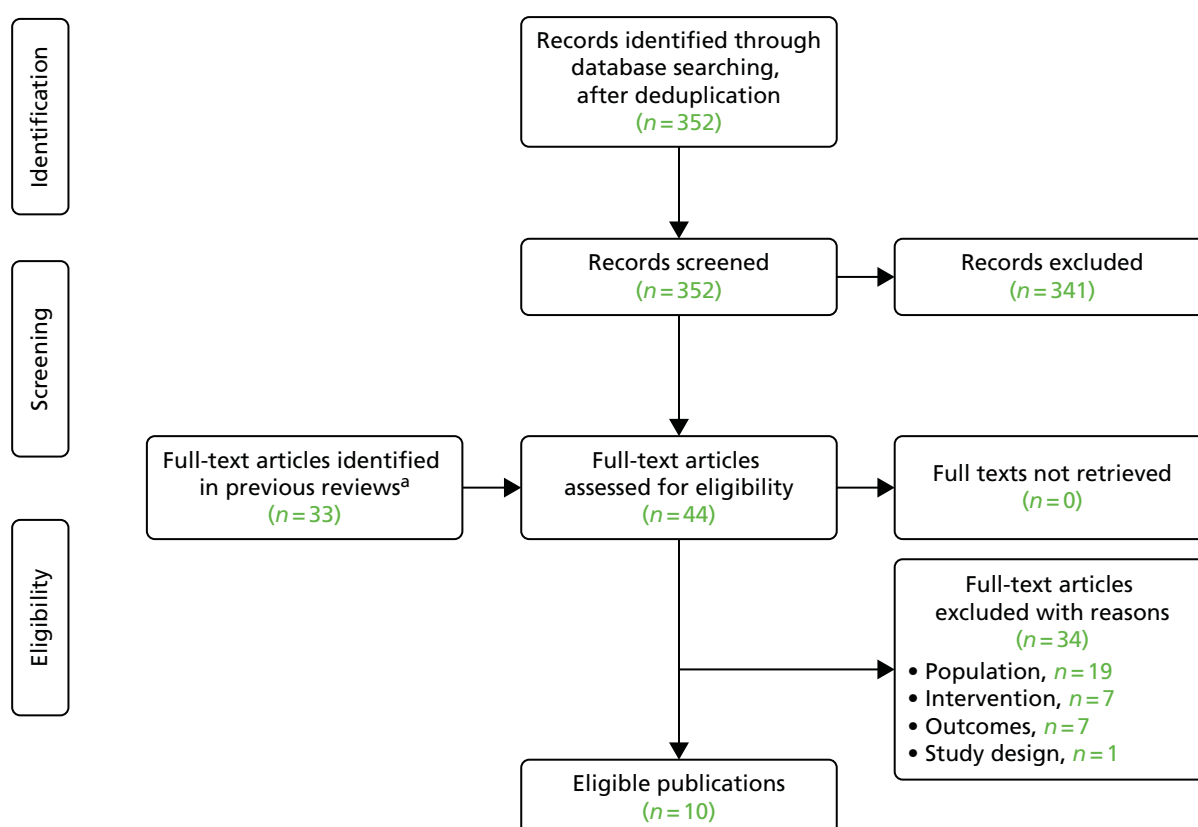 Identification
Records identified through
database searching,
after deduplication
(n=352)
Screening
Records screened
(n=352)
Records excluded
(n=341)
Full-text articles identified
in previous reviewsᵃ
(n=33)
Full-text articles
assessed for eligibility
(n=44)
Full texts not retrieved
(n=0)
Eligibility
Full-text articles
excluded with reasons
(n=34)
• Population, n=19
• Intervention, n=7
• Outcomes, n=7
• Study design, n=1
Eligible publications
(n=10)